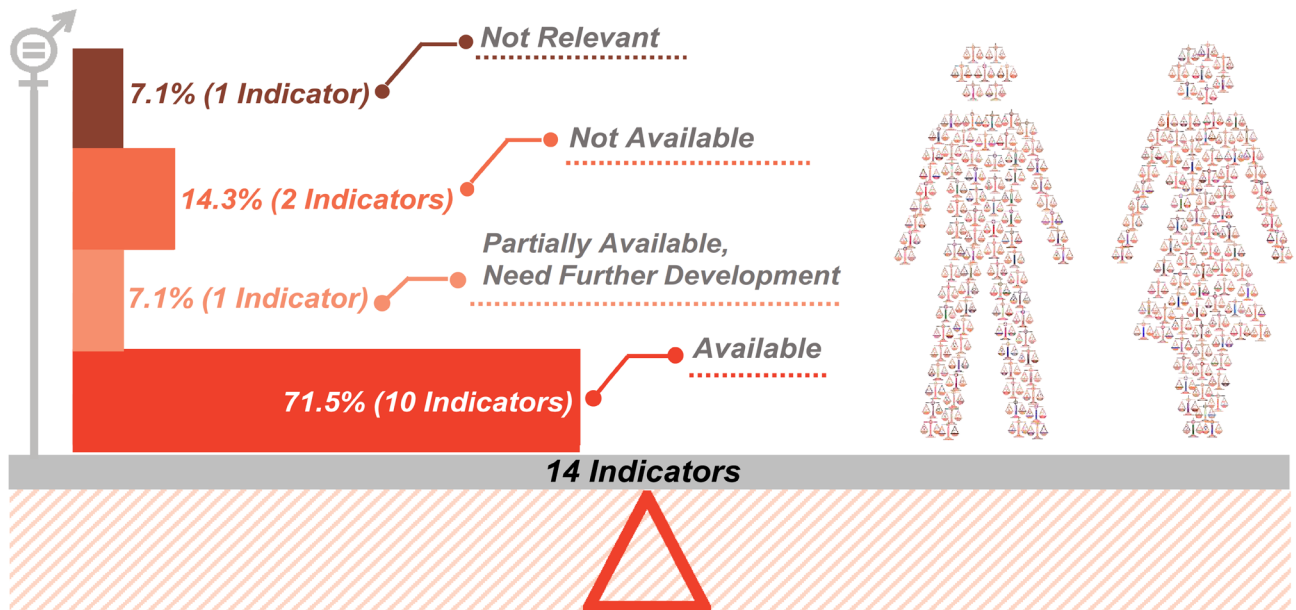 Not Relevant
7.1% (1 Indicator)
Not Available
14.3% (2 Indicators)
Partially Available,
Need Further Development
7.1% (1 Indicator)
Available
71.5% (10 Indicators)
14 Indicators